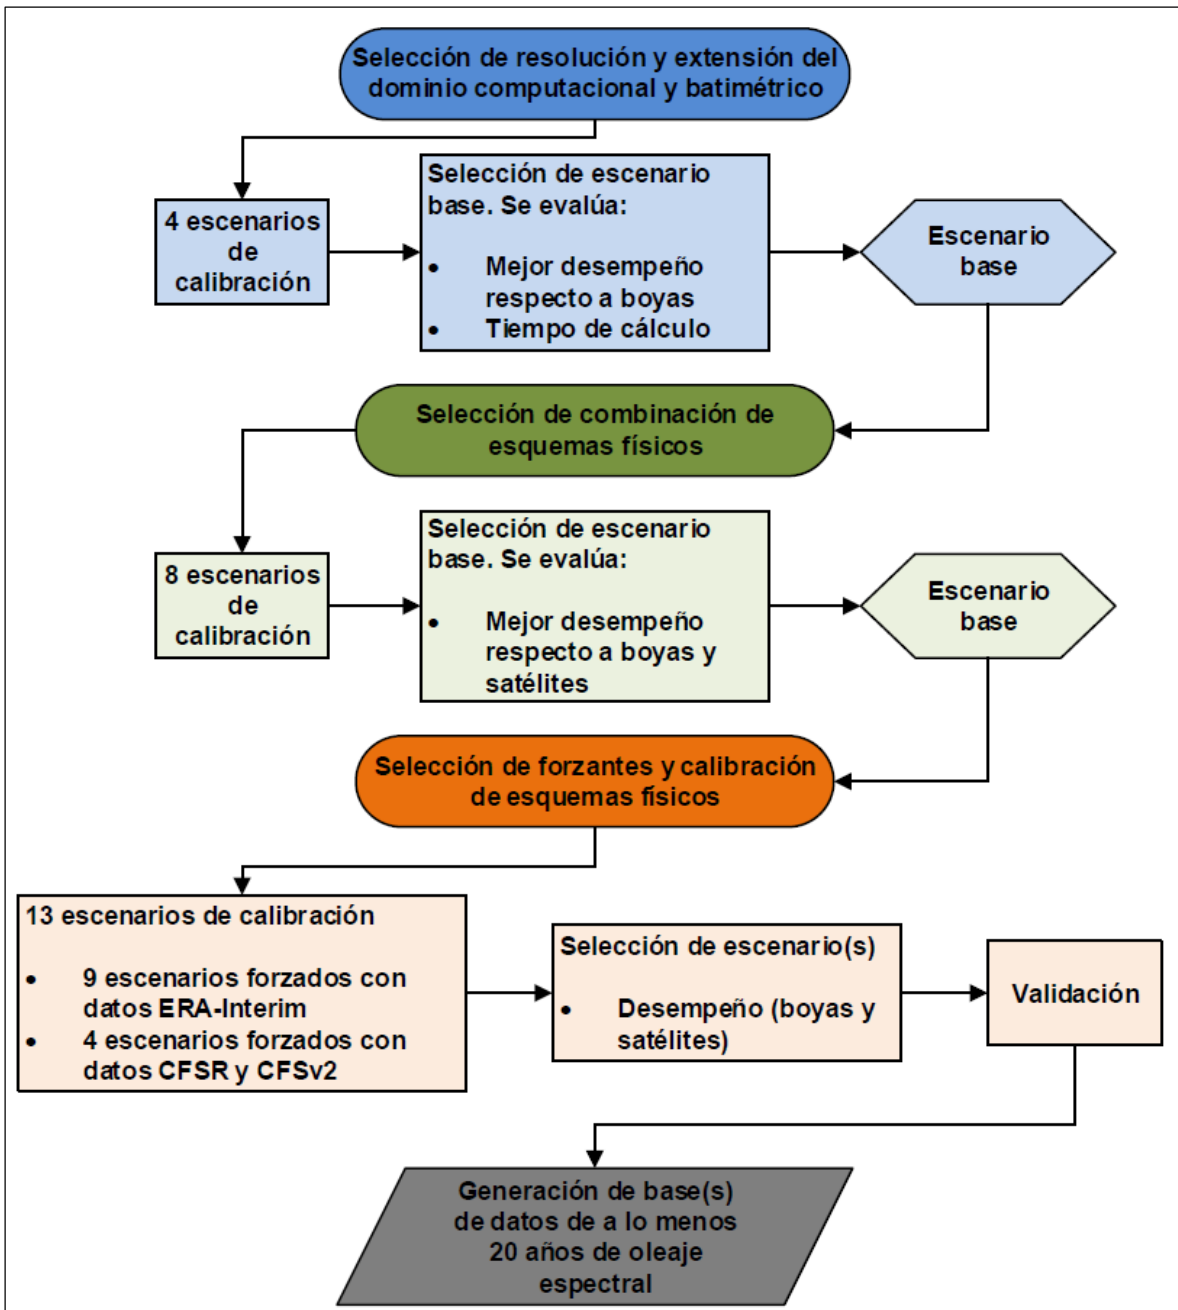 Selección de resolución y extensión del
dominio computacional y batimétrico
4 escenarios
de
calibración
Selección de escenario
base. Se evalúa:
• Mejor desempeño
respecto a boyas
• Tiempo de cálculo
Escenario
base
Selección de combinación de
esquemas físicos
8 escenarios
de
calibración
Selección de escenario
base. Se evalúa:
• Mejor desempeño
respecto a boyas y
satélites
Escenario
base
Selección de forzantes y calibración
de esquemas físicos
13 escenarios de calibración
• 9 escenarios forzados con
datos ERA-Interim
• 4 escenarios forzados con
datos CFSR y CFSv2
Selección de escenario(s)
• Desempeño (boyas y
satélites)
Validación
Generación de base(s)
de datos de a lo menos
20 años de oleaje
espectral